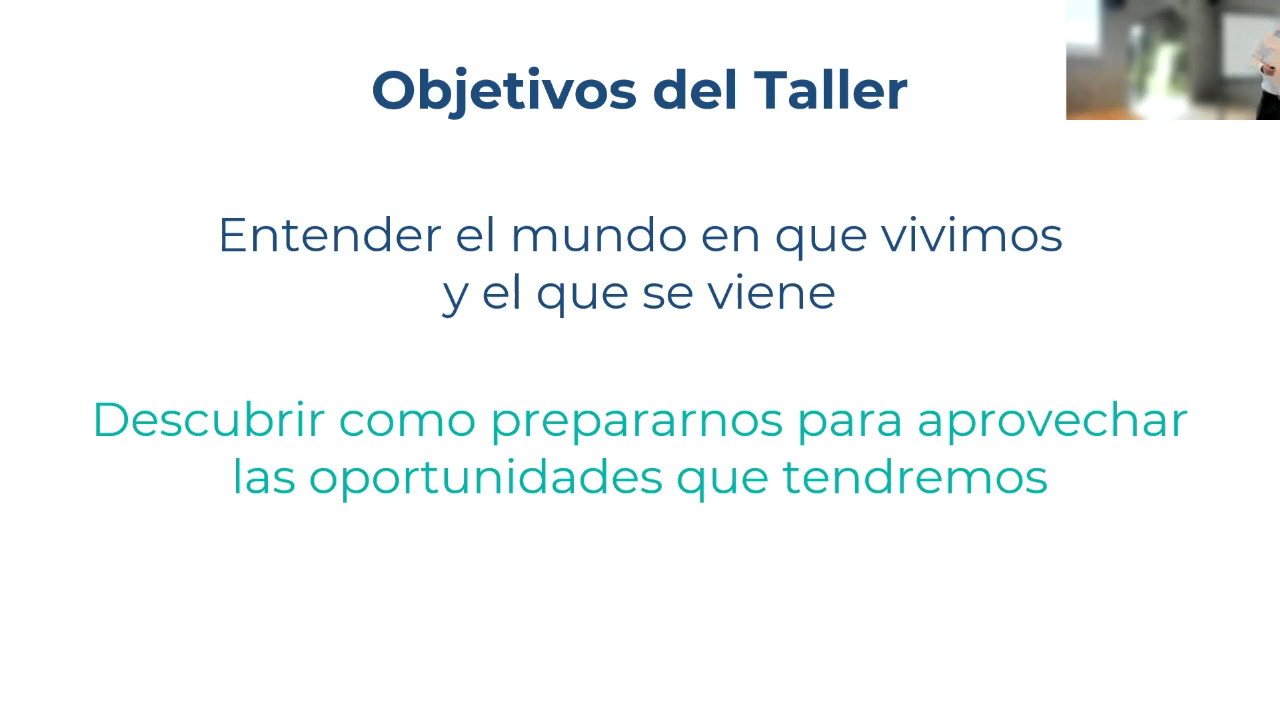 Objetivos del Taller
Entender el mundo en que vivimos
y el que se viene
Descubrir como prepararnos para aprovechar
las oportunidades que tendremos